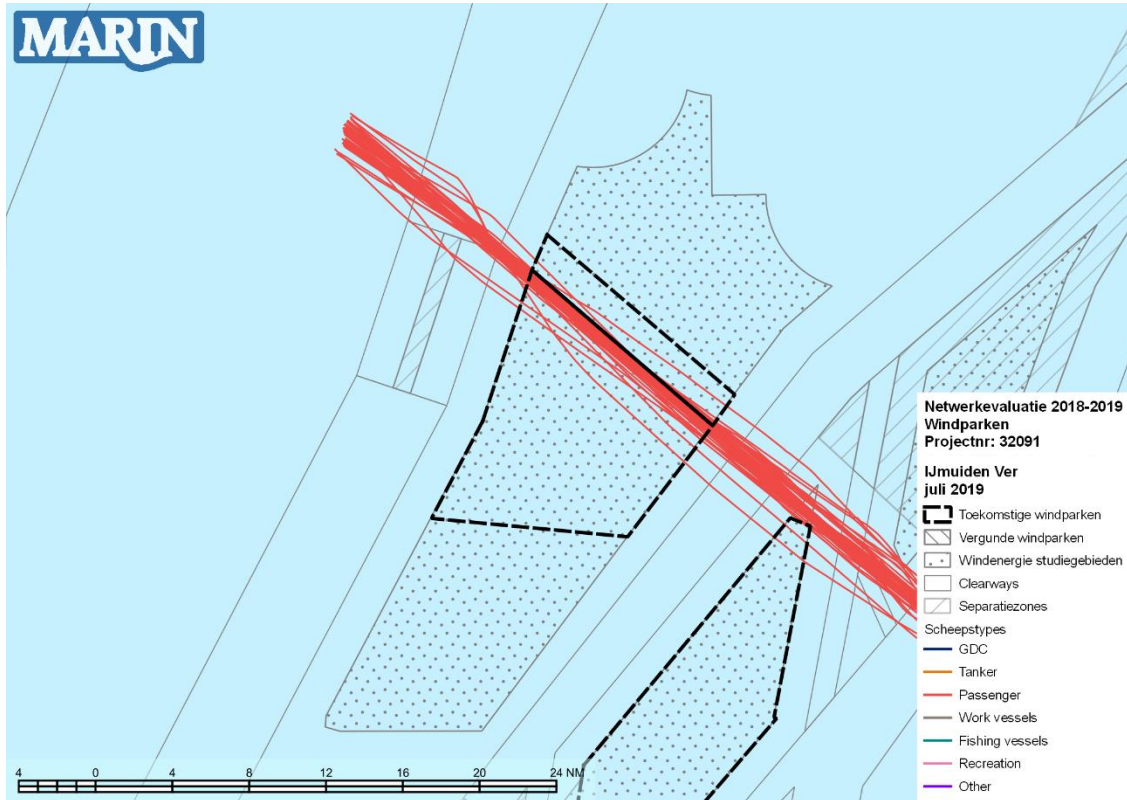 MARIN
Netwerkevaluatie 2018-2019
Windparken
Projectnr: 32091
IJmuiden Ver
juli 2019
Toekomstige windparken
Vergunde windparken
Windenergie studiegebieden
Clearways
Separatiezones
Scheepstypes
GDC
Tanker
Passenger
Work vessels
Fishing vessels
Recreation
Other
4 0 4 8 12 16 20 24 NM